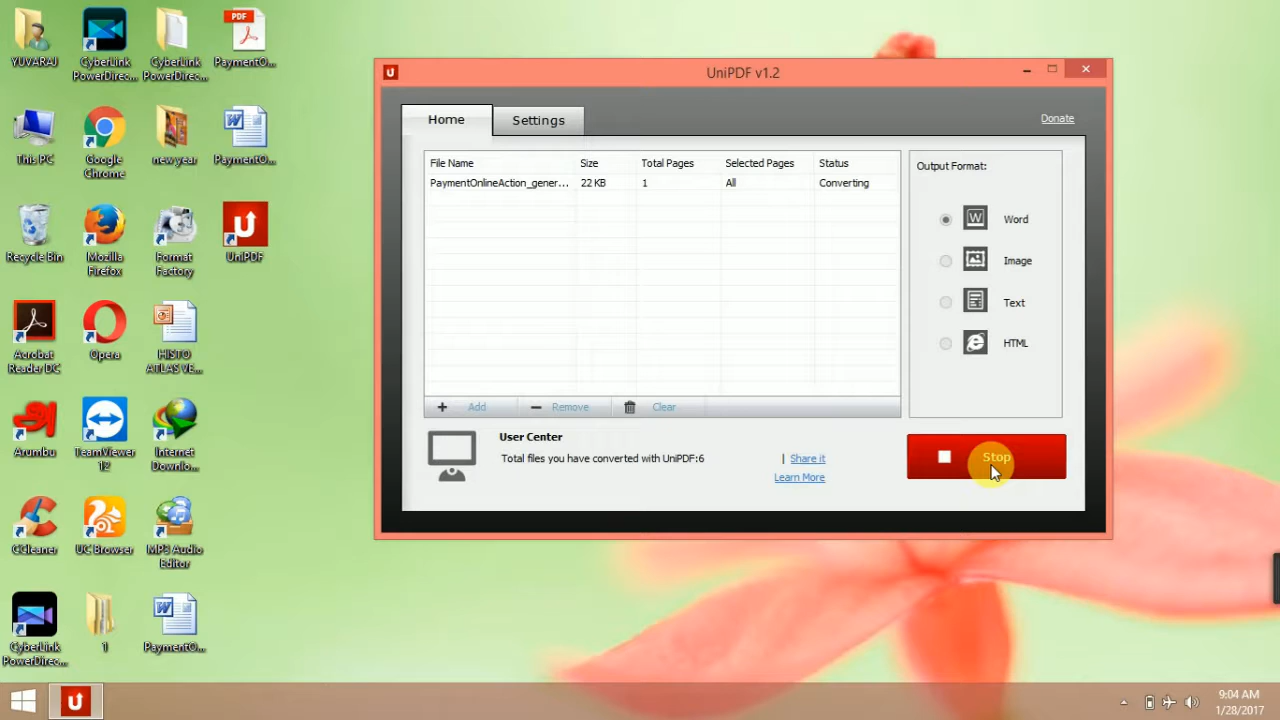 YUVARAJ
CyberLink
PowerDirec...
CyberLink
PowerDirec...
PDF
PaymentO...
This PC
Google
Chrome
new year
PaymentO...
Recycle Bin
Mozilla
Firefox
Format
Factory
UniPDF
Acrobat
Reader DC
Opera
HISTO
ATLAS VE...
அ
Arumbu
TeamViewer
12
Internet
Downlo...
CCleaner
UC Browser
MP3 Audio
Editor
CyberLink
PowerDirec...
1
PaymentO...
UniPDF v1.2
Home
Settings
Donate
File Name Size Total Pages Selected Pages Status
PaymentOnlineAction_gener... 22 KB 1 All Converting
Output Format:
Word
Image
Text
HTML
Add Remove Clear
User Center
Total files you have converted with UniPDF:6 | Share it
Learn More
Stop
9:04 AM
1/28/2017